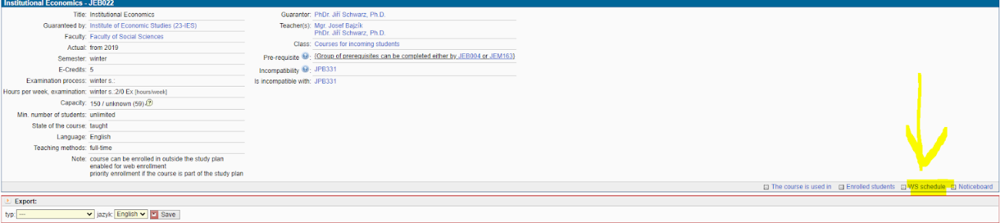 Institutional Economics - JEB022
Title: Institutional Economics
Guaranteed by: Institute of Economic Studies (23-IES)
Faculty: Faculty of Social Sciences
Actual: from 2019
Semester: winter
E-Credits: 5
Examination process: winter s.:
Hours per week, examination: winter s.:2/0 Ex [hours/week]
Capacity: 150 / unknown (59)
Min. number of students: unlimited
State of the course: taught
Language: English
Teaching methods: full-time
Note: course can be enrolled in outside the study plan
enabled for web enrollment
priority enrollment if the course is part of the study plan
Guarantor: PhDr. Jiří Schwarz, Ph.D.
Teacher(s): Mgr. Josef Bajzík
PhDr. Jiří Schwarz, Ph.D.
Class: Courses for incoming students
Pre-requisite ?: {Group of prerequisites can be completed either by JEB004 or JEM163}
Incompatibility ?: JPB331
Is incompatible with: JPB331
The course is used in Enrolled students WS schedule Noticeboard
Export:
typ: --- jazyk: English Save